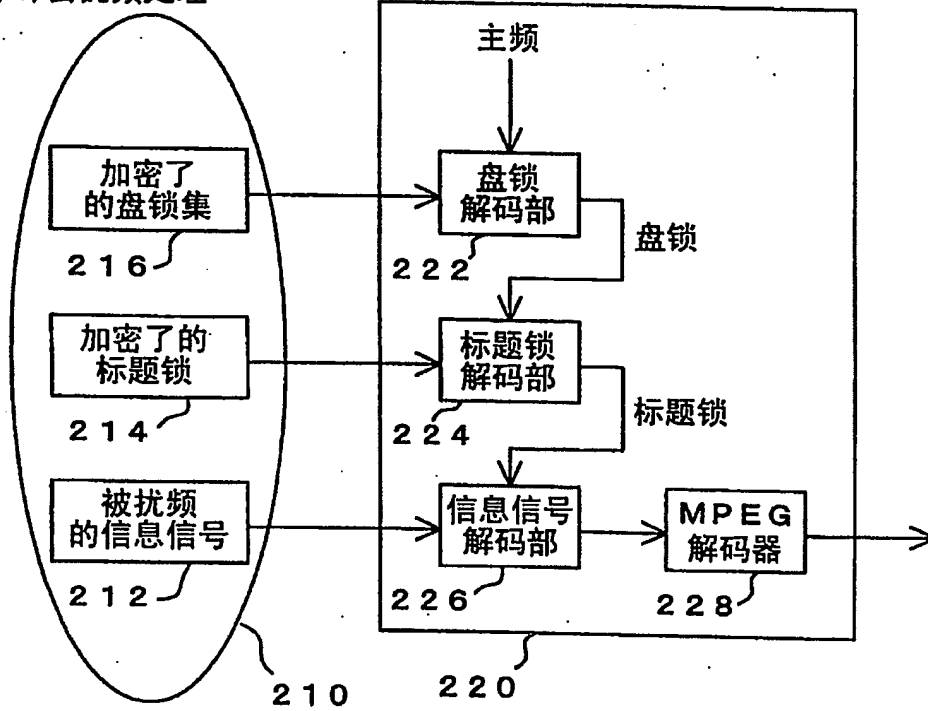 主频
加密了
的盘锁集
216
盘锁
解码部
222
盘锁
加密了的
标题锁
214
标题锁
解码部
224
标题锁
被扰频
的信息信号
212
信息信号
解码部
226
MPEG
解码器
228
210
220